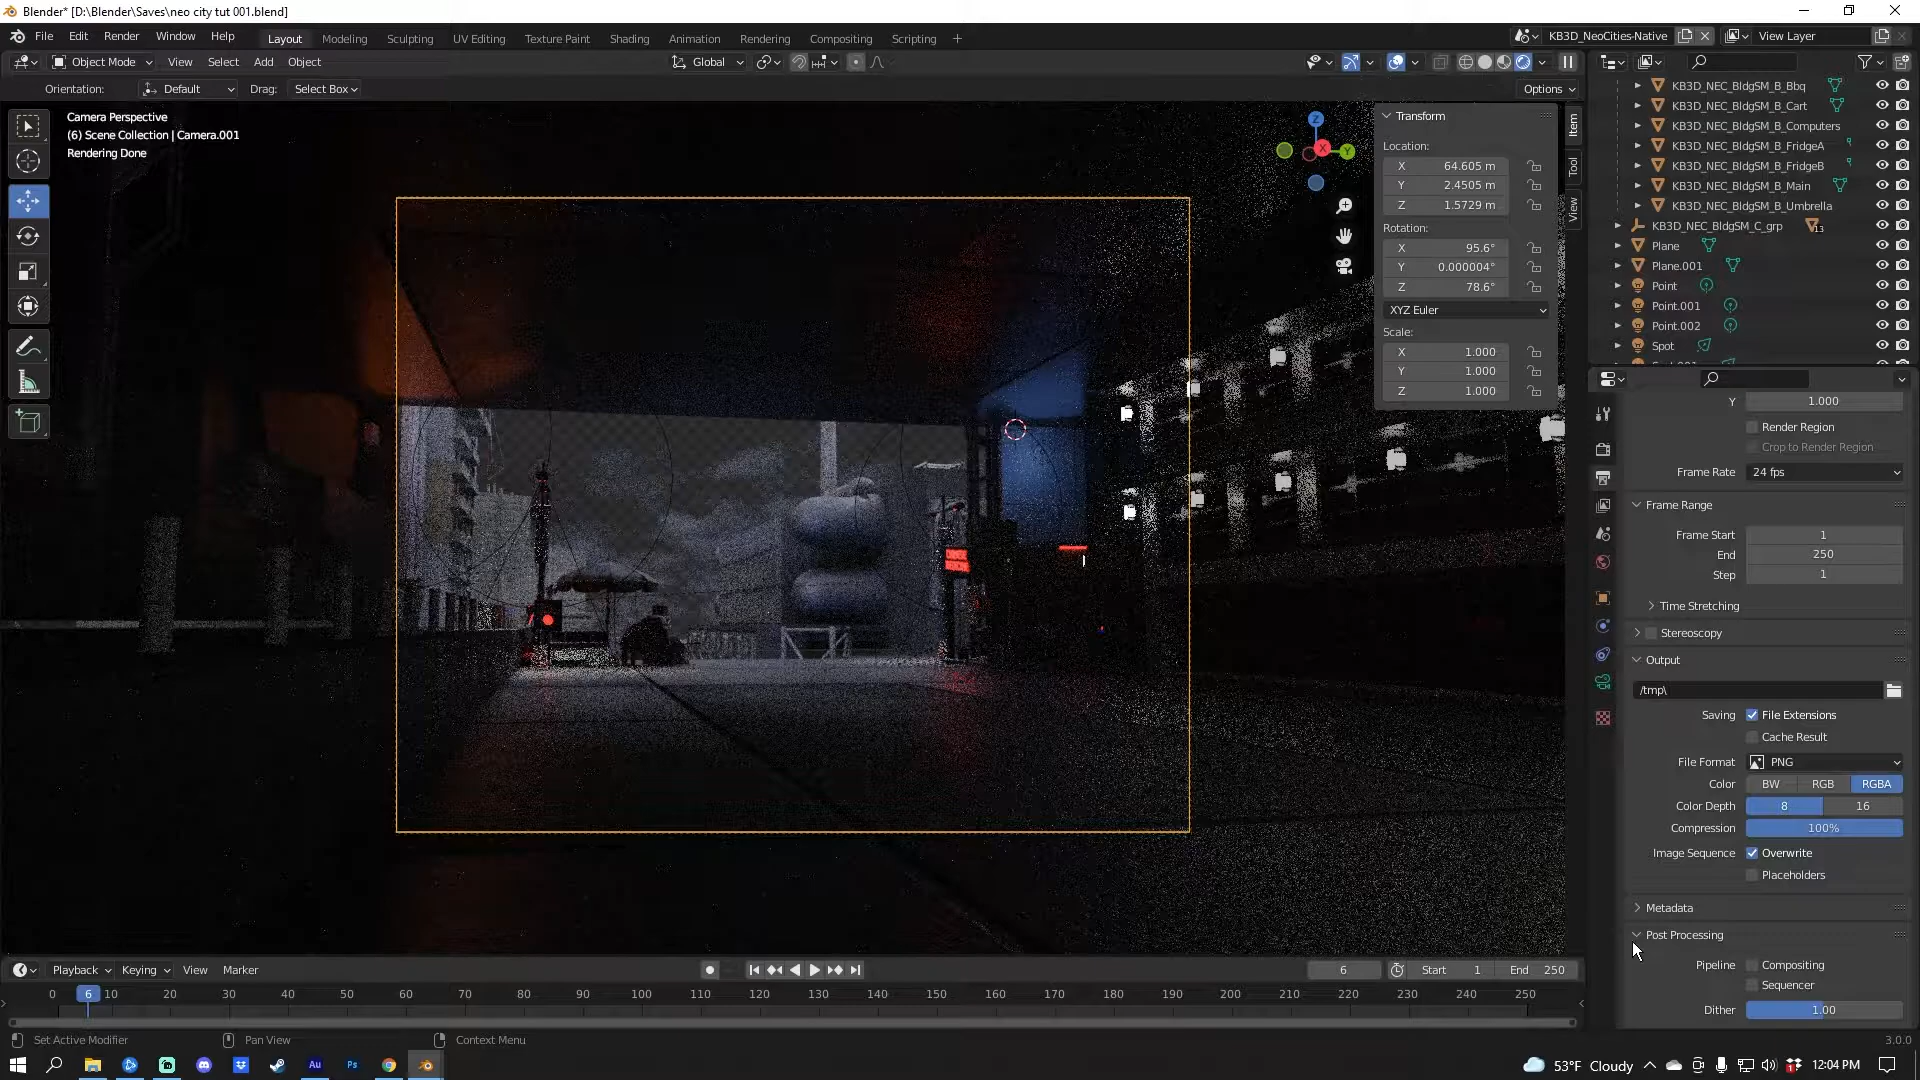 Blender* [D:\Blender\Saves\neo city tut 001.blend]
File Edit Render Window Help Layout Modeling Sculpting UV Editing Texture Paint Shading Animation Rendering Compositing Scripting + KB3D_NeoCities-Native View Layer
Object Mode View Select Add Object Global
Orientation: Default Drag: Select Box Options
Camera Perspective
(6) Scene Collection | Camera.001
Rendering Done
Z
X
Y
Transform
Location:
X 64.605 m
Y 2.4505 m
Z 1.5729 m
Rotation:
X 95.6°
Y 0.000004°
Z 78.6°
XYZ Euler
Scale:
X 1.000
Y 1.000
Z 1.000
Item
Tool
View
KB3D_NEC_BldgSM_B_Bbq
KB3D_NEC_BldgSM_B_Cart
KB3D_NEC_BldgSM_B_Computers
KB3D_NEC_BldgSM_B_FridgeA
KB3D_NEC_BldgSM_B_FridgeB
KB3D_NEC_BldgSM_B_Main
KB3D_NEC_BldgSM_B_Umbrella
KB3D_NEC_BldgSM_C_grp 13
Plane
Plane.001
Point
Point.001
Point.002
Spot
Y 1.000
Render Region
Crop to Render Region
Frame Rate 24 fps
Frame Range
Frame Start 1
End 250
Step 1
Time Stretching
Stereoscopy
Output
/tmp\
Saving File Extensions
Cache Result
File Format PNG
Color BW RGB RGBA
Color Depth 8 16
Compression 100%
Image Sequence Overwrite
Placeholders
Metadata
Post Processing
Pipeline Compositing
Sequencer
Dither 1.00
Playback Keying View Marker 6 Start 1 End 250
0 6 10 20 30 40 50 60 70 80 90 100 110 120 130 140 150 160 170 180 190 200 210 220 230 240 250
Set Active Modifier Pan View Context Menu 3.0.0
Au Ps 53°F Cloudy 12:04 PM